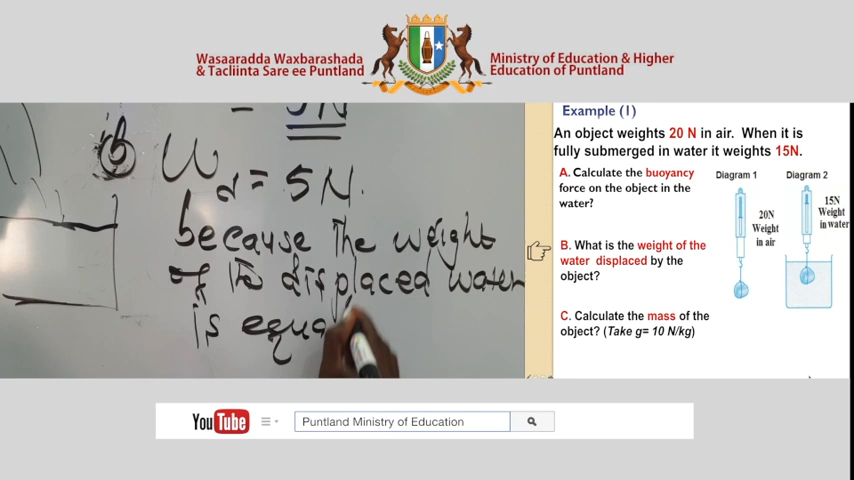 Wasaaradda Waxbarashada
& Tacliinta Sare ee Puntland
Ministry of Education & Higher
Education of Puntland
= 5N
b Wd = 5N.
because the weight
of the displaced water
is equa
Example (1)
An object weights 20 N in air. When it is
fully submerged in water it weights 15N.
A. Calculate the buoyancy
force on the object in the
water?
Diagram 1
Diagram 2
20N
Weight
in air
15N
Weight
in water
B. What is the weight of the
water displaced by the
object?
C. Calculate the mass of the
object? (Take g= 10 N/kg)
YouTube
Puntland Ministry of Education